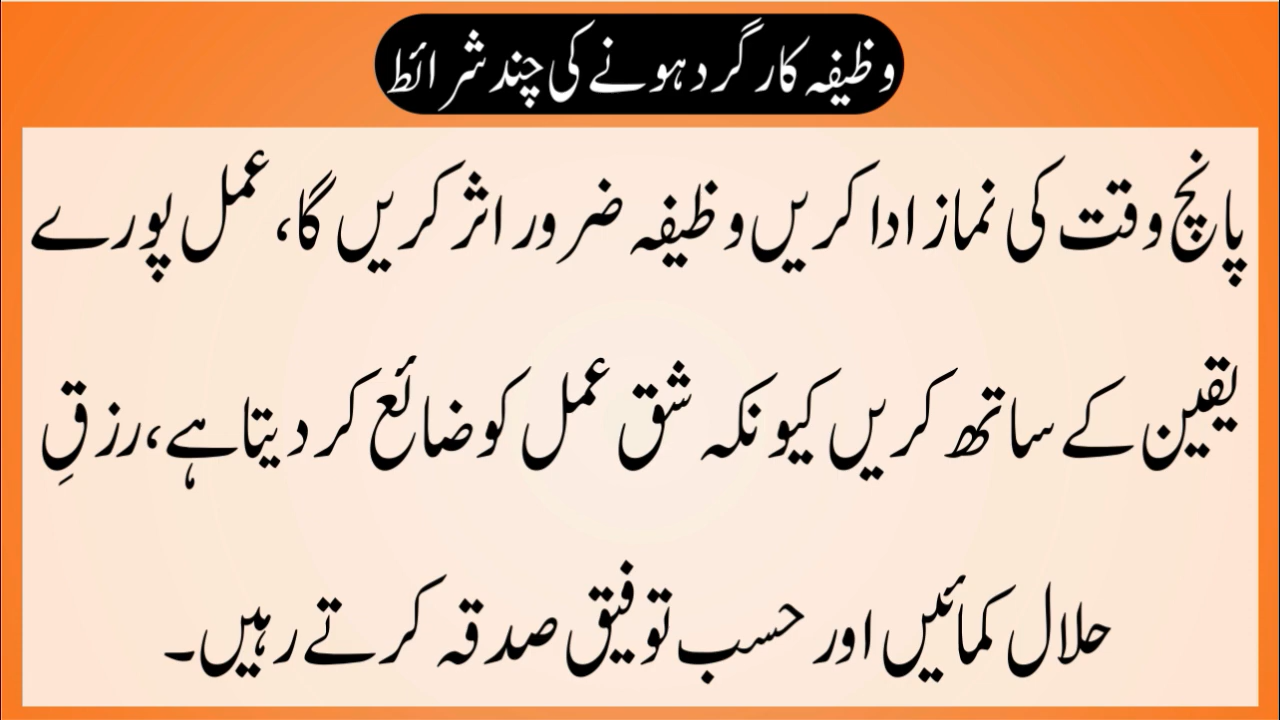 وظیفہ کارگرد ہونے کی چند شرائط
پانچ وقت کی نماز ادا کریں وظیفہ ضرور اثر کریں گا، عمل پورے
یقین کے ساتھ کریں کیونکہ شق عمل کو ضائع کر دیتا ہے، رزقِ
حلال کمائیں اور حسب توفیق صدقہ کرتے رہیں۔